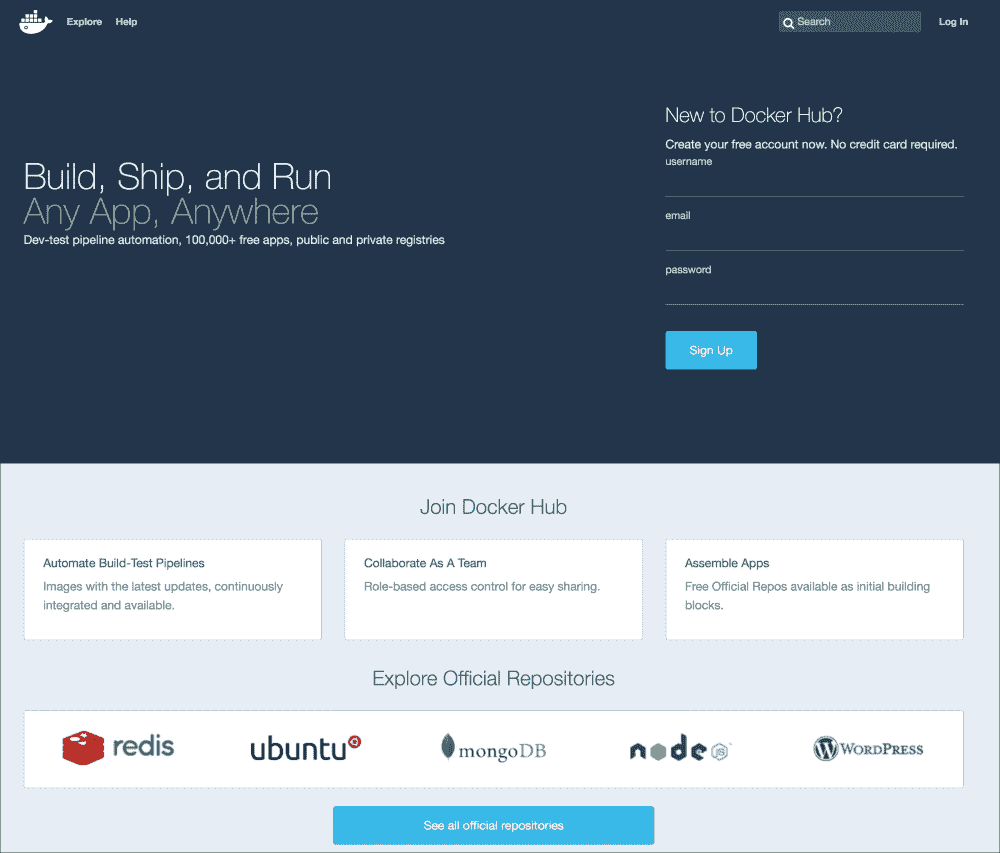 Explore Help Search Log In
New to Docker Hub?
Create your free account now. No credit card required.
username
email
password
Sign Up
Build, Ship, and Run
Any App, Anywhere
Dev-test pipeline automation, 100,000+ free apps, public and private registries
Join Docker Hub
Automate Build-Test Pipelines
Images with the latest updates, continuously
integrated and available.
Collaborate As A Team
Role-based access control for easy sharing.
Assemble Apps
Free Official Repos available as initial building
blocks.
Explore Official Repositories
redis ubuntu mongoDB node JS WORDPRESS
See all official repositories